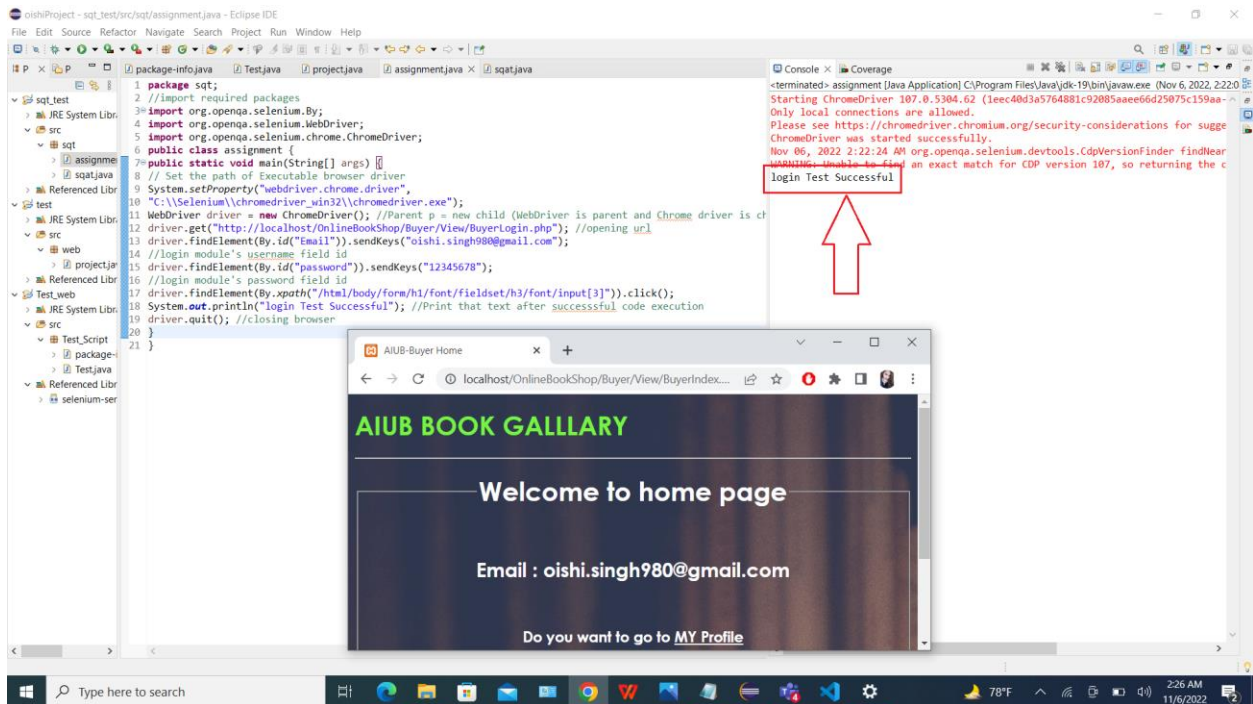 oishiProject - sqt_test/src/sqt/assignment.java - Eclipse IDE
File Edit Source Refactor Navigate Search Project Run Window Help
P
P
package-info.java
Test.java
project.java
assignment.java
sqat.java
sqt_test
JRE System Libr
src
sqt
assignme
sqat.java
Referenced Libr
test
JRE System Libr
src
web
project.ja
Referenced Libr
Test_web
JRE System Libr
src
Test_Script
package-i
Test.java
Referenced Libr
selenium-ser
1 package sqt;
2 //import required packages
3 import org.openqa.selenium.By;
4 import org.openqa.selenium.WebDriver;
5 import org.openqa.selenium.chrome.ChromeDriver;
6 public class assignment {
7 public static void main(String[] args) {
8 // Set the path of Executable browser driver
9 System.setProperty("webdriver.chrome.driver",
10 "C:\\Selenium\\chromedriver_win32\\chromedriver.exe");
11 WebDriver driver = new ChromeDriver(); //Parent p = new child (WebDriver is parent and Chrome driver is ch
12 driver.get("http://localhost/OnlineBookShop/Buyer/View/BuyerLogin.php"); //opening url
13 driver.findElement(By.id("Email")).sendKeys("oishi.singh980@gmail.com");
14 //login module's username field id
15 driver.findElement(By.id("password")).sendKeys("12345678");
16 //login module's password field id
17 driver.findElement(By.xpath("/html/body/form/h1/font/fieldset/h3/font/input[3]")).click();
18 System.out.println("login Test Successful"); //Print that text after successsful code execution
19 driver.quit(); //closing browser
20 }
21 }
Console
Coverage
<terminated> assignment [Java Application] C:\Program Files\Java\jdk-19\bin\javaw.exe (Nov 6, 2022, 2:22:0
Starting ChromeDriver 107.0.5304.62 (1eec40d3a5764881c92085aaee66d25075c159aa-
Only local connections are allowed.
Please see https://chromedriver.chromium.org/security-considerations for sugge
ChromeDriver was started successfully.
Nov 06, 2022 2:22:24 AM org.openqa.selenium.devtools.CdpVersionFinder findNear
WARNING: Unable to find an exact match for CDP version 107, so returning the c
login Test Successful
AIUB-Buyer Home
localhost/OnlineBookShop/Buyer/View/BuyerIndex....
AIUB BOOK GALLLARY
Welcome to home page
Email : oishi.singh980@gmail.com
Do you want to go to MY Profile
Type here to search
78°F
2:26 AM
11/6/2022
2